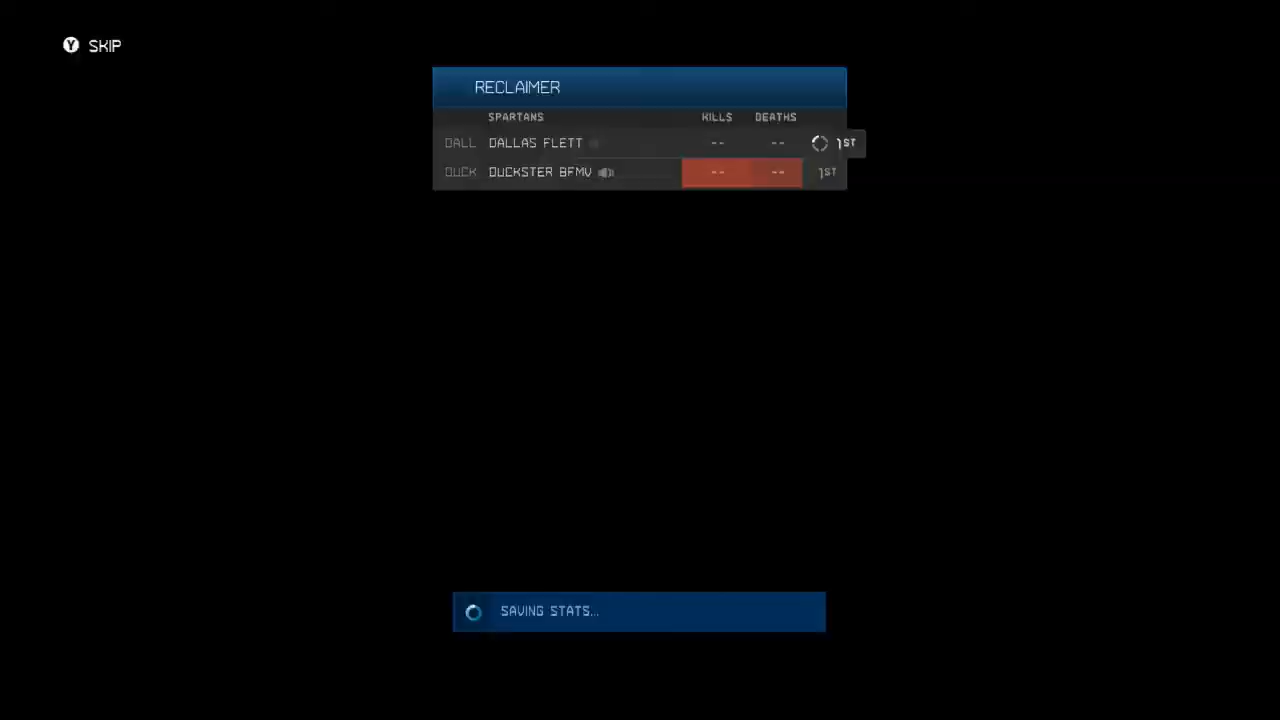 Y SKIP
RECLAIMER
SPARTANS KILLS DEATHS
DALL DALLAS FLETT -- -- 1ST
DUCK DUCKSTER BFMV -- -- 1ST
SAVING STATS...